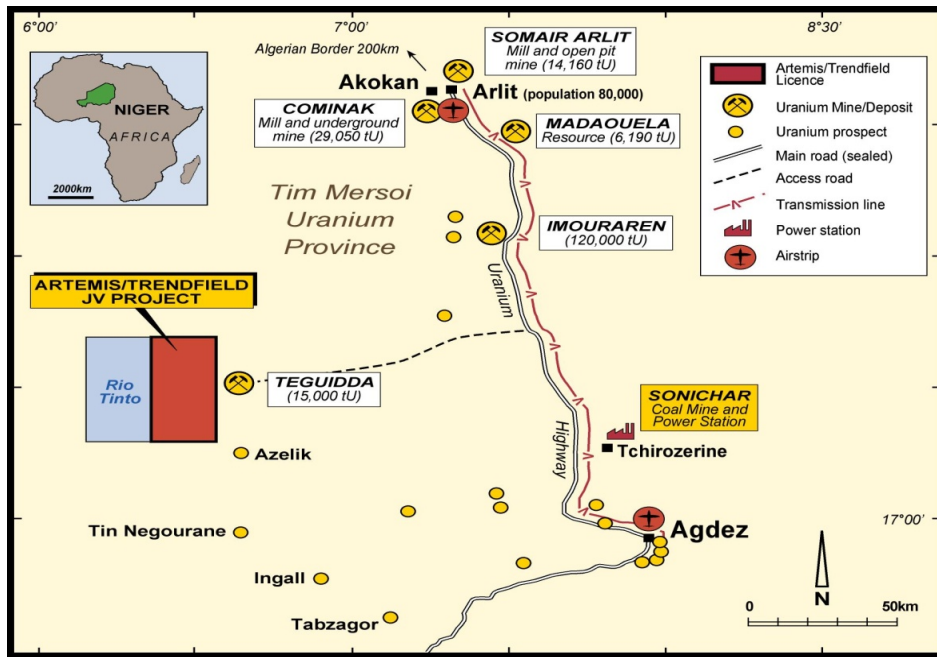 6°00'
7°00'
8°30'
NIGER
AFRICA
2000km
Algerian Border 200km
SOMAIR ARLIT
Mill and open pit
mine (14,160 tU)
Akokan
Arlit (population 80,000)
COMINAK
Mill and underground
mine (29,050 tU)
MADAOUELA
Resource (6,190 tU)
Tim Mersoi
Uranium
Province
IMOURAREN
(120,000 tU)
Uranium
Highway
ARTEMIS/TRENDFIELD
JV PROJECT
Rio
Tinto
TEGUIDDA
(15,000 tU)
SONICHAR
Coal Mine and
Power Station
Tchirozerine
Azelik
Tin Negourane
Agdez
17°00'
Ingall
Tabzagor
Artemis/Trendfield
Licence
Uranium Mine/Deposit
Uranium prospect
Main road (sealed)
Access road
Transmission line
Power station
Airstrip
N
0 50km